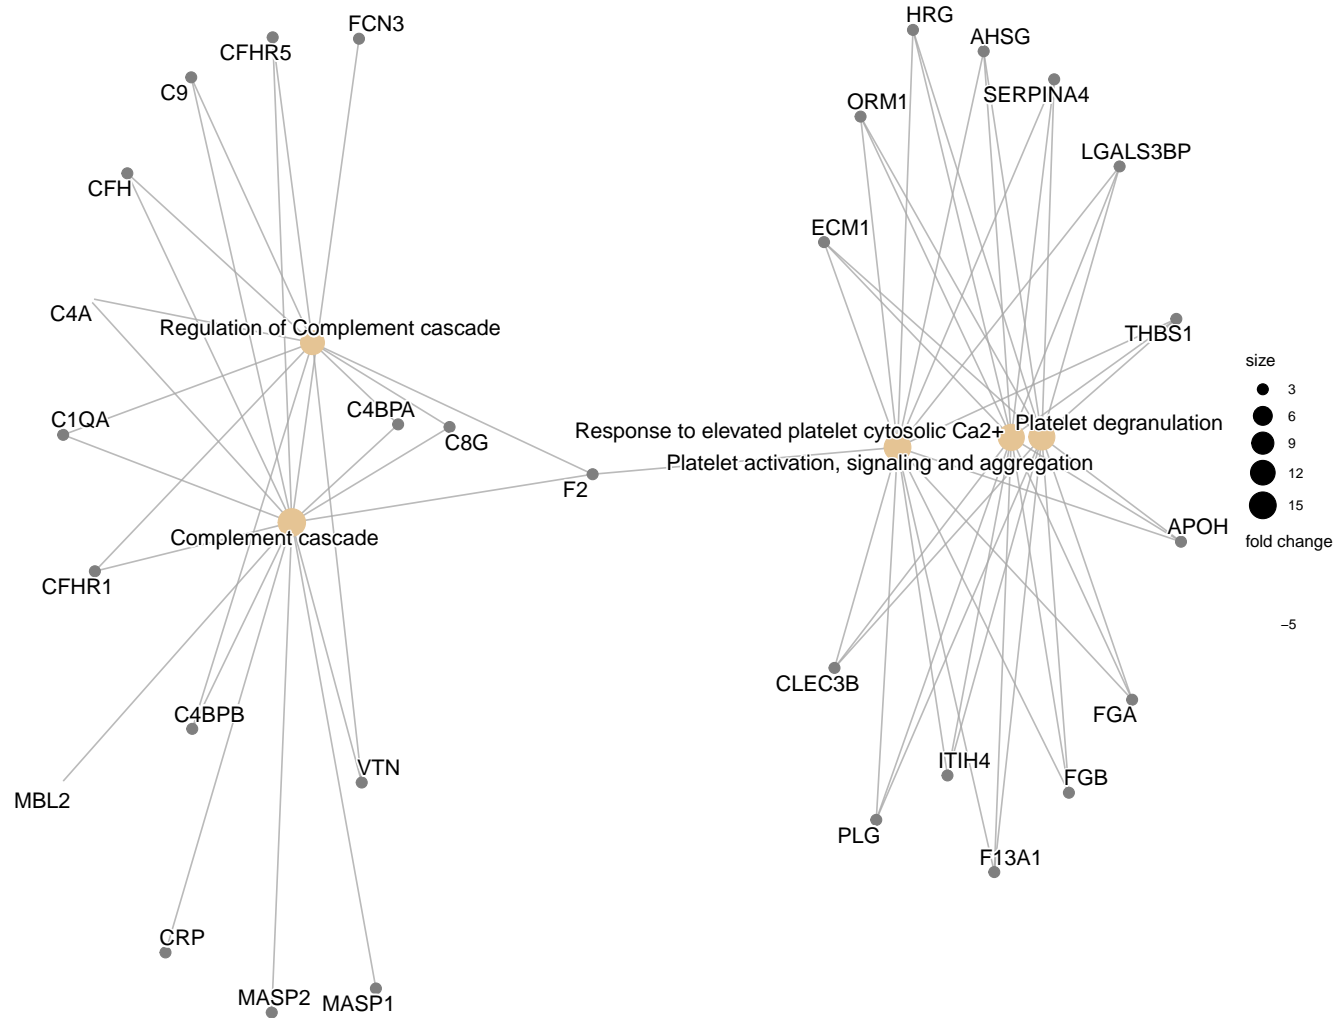 HRG
FCN3
AHSG
CFHR5
C9
SERPINA4
ORM1
LGALS3BP
CFH
ECM1
C4A
Regulation of Complement cascade
THBS1
size
3
C4BPA
6
C1QA
Platelet degranulation
Response to elevated platelet cytosolic Ca2+
C8G
9
Platelet activation, signaling and aggregation
12
F2
15
APOH
Complement cascade
fold change
CFHR1
−5
CLEC3B
C4BPB
FGA
ITIH4
VTN
FGB
MBL2
PLG
F13A1
CRP
MASP2
MASP1